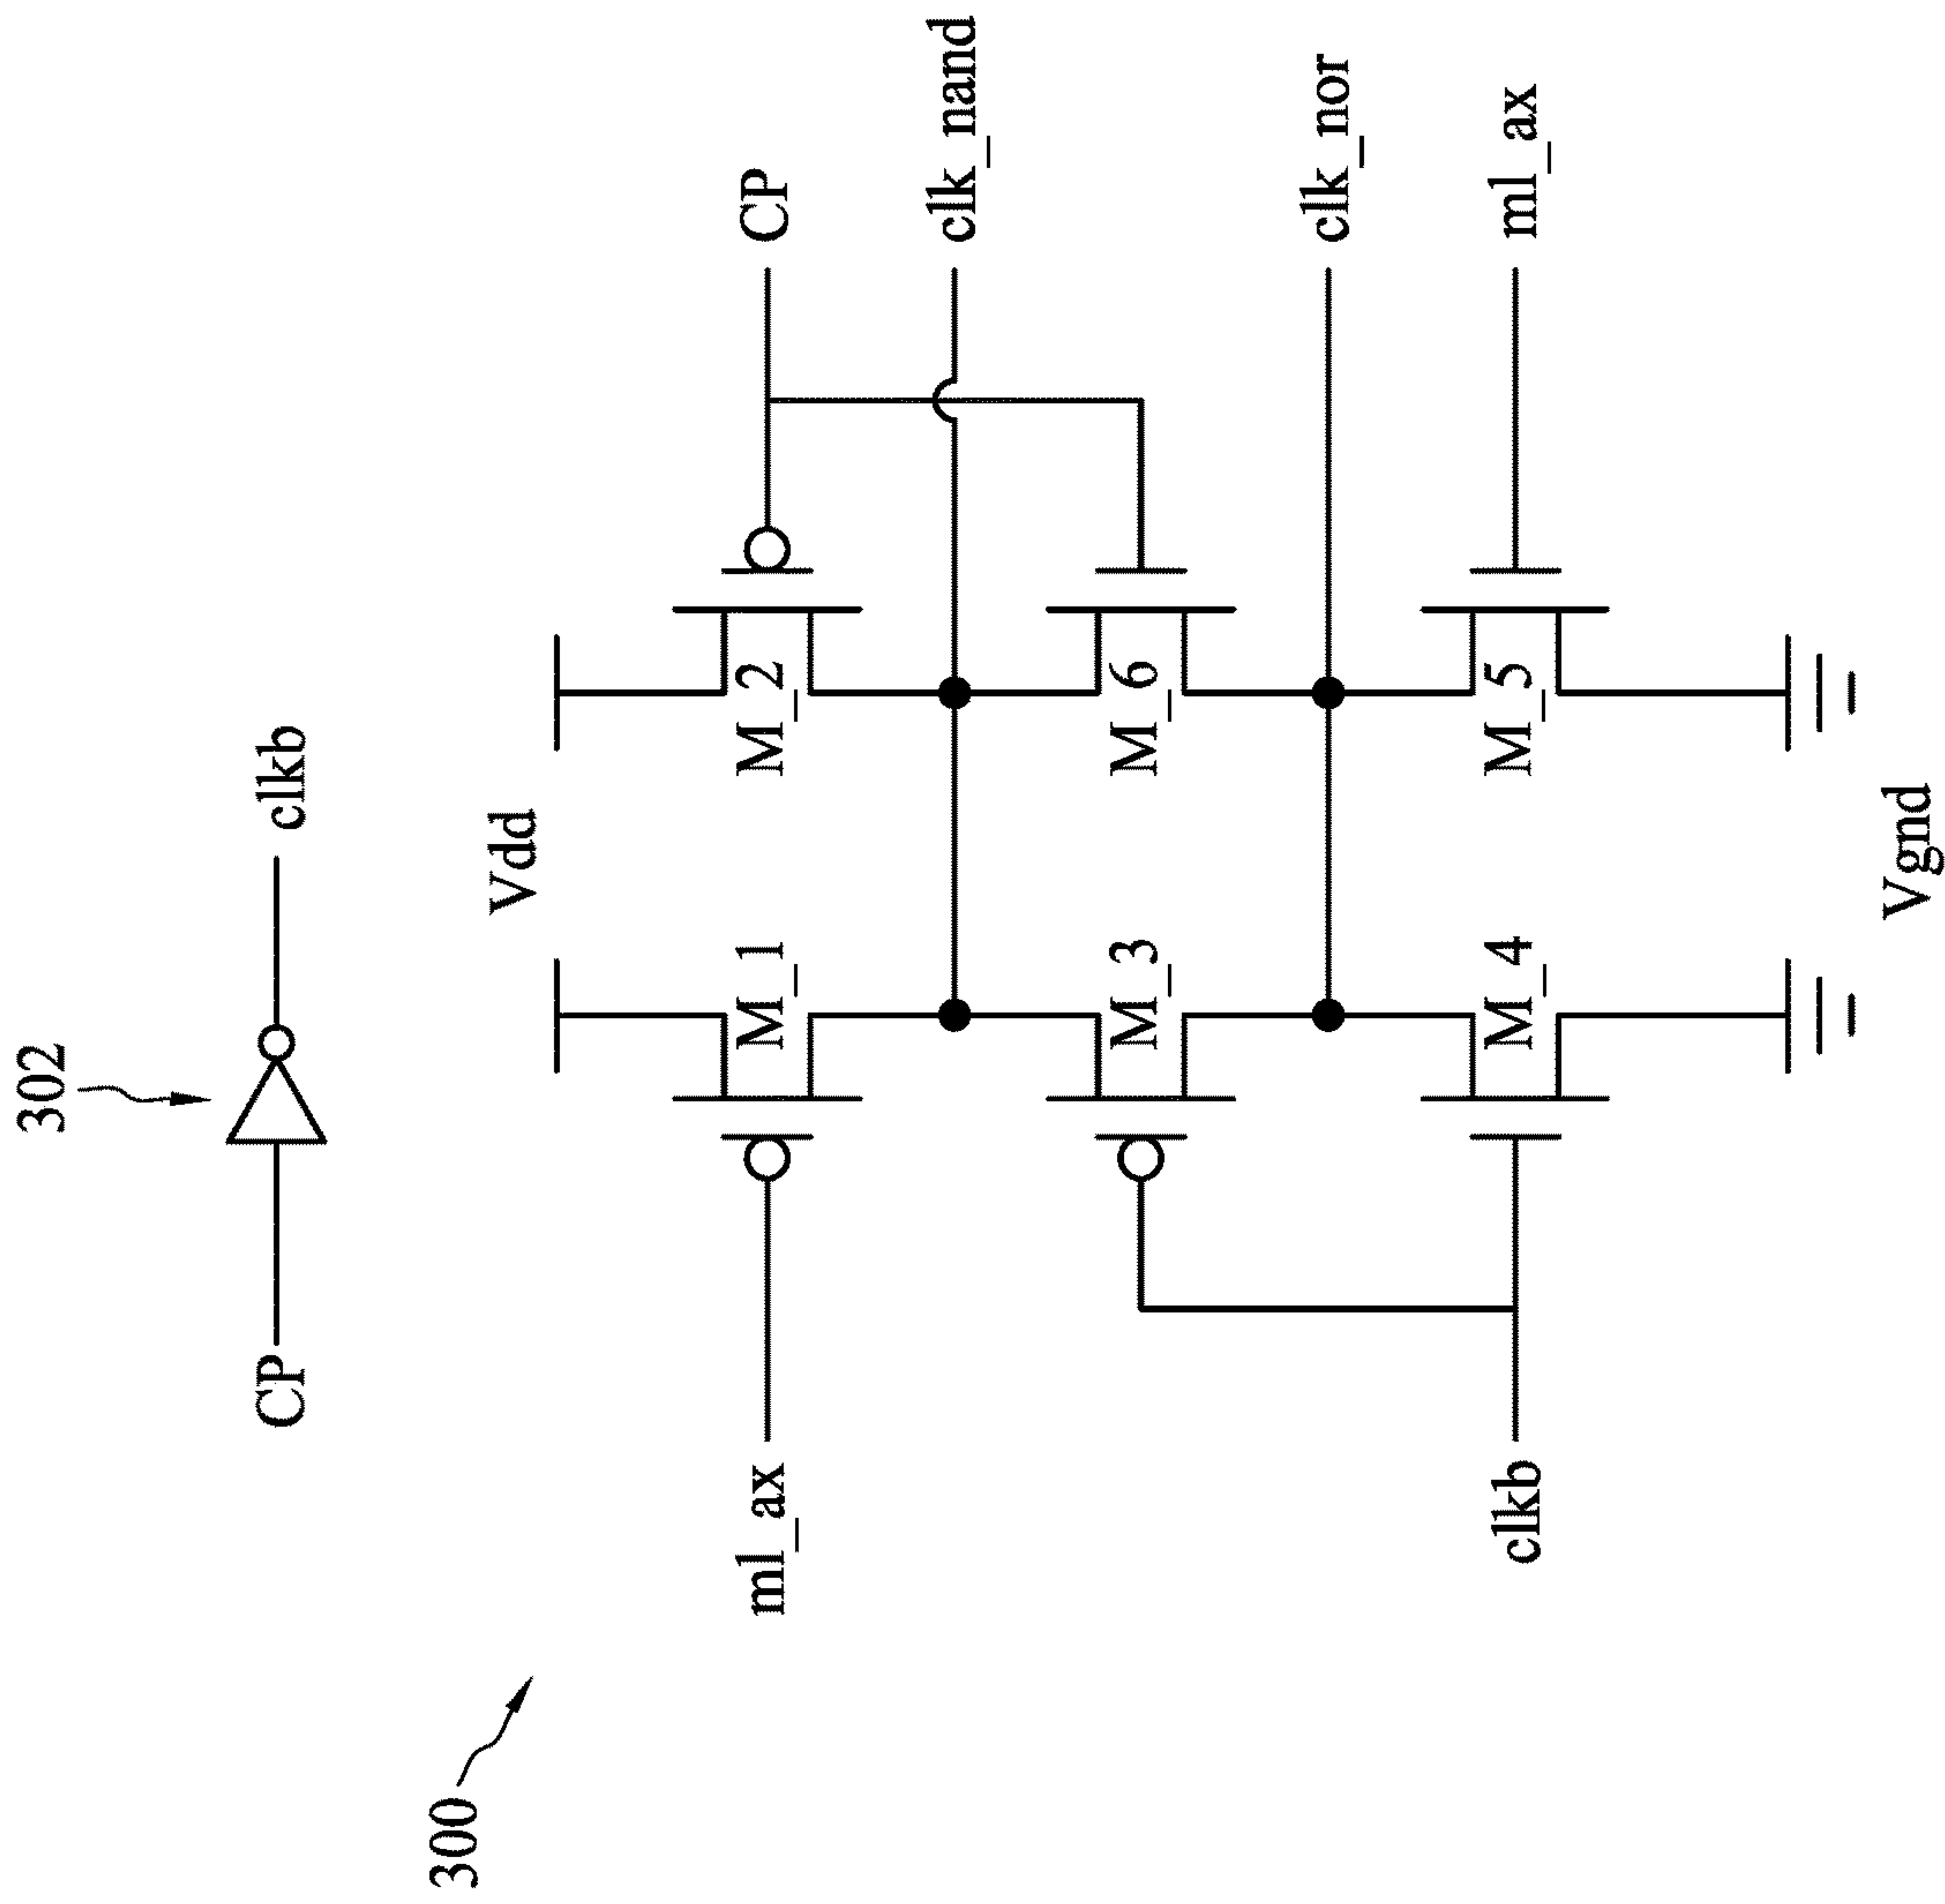 302
CP
clkb
300
Vdd
ml_ax
M_1
M_2
CP
clk_nand
M_3
M_6
clk_nor
clkb
M_4
M_5
ml_ax
Vgnd